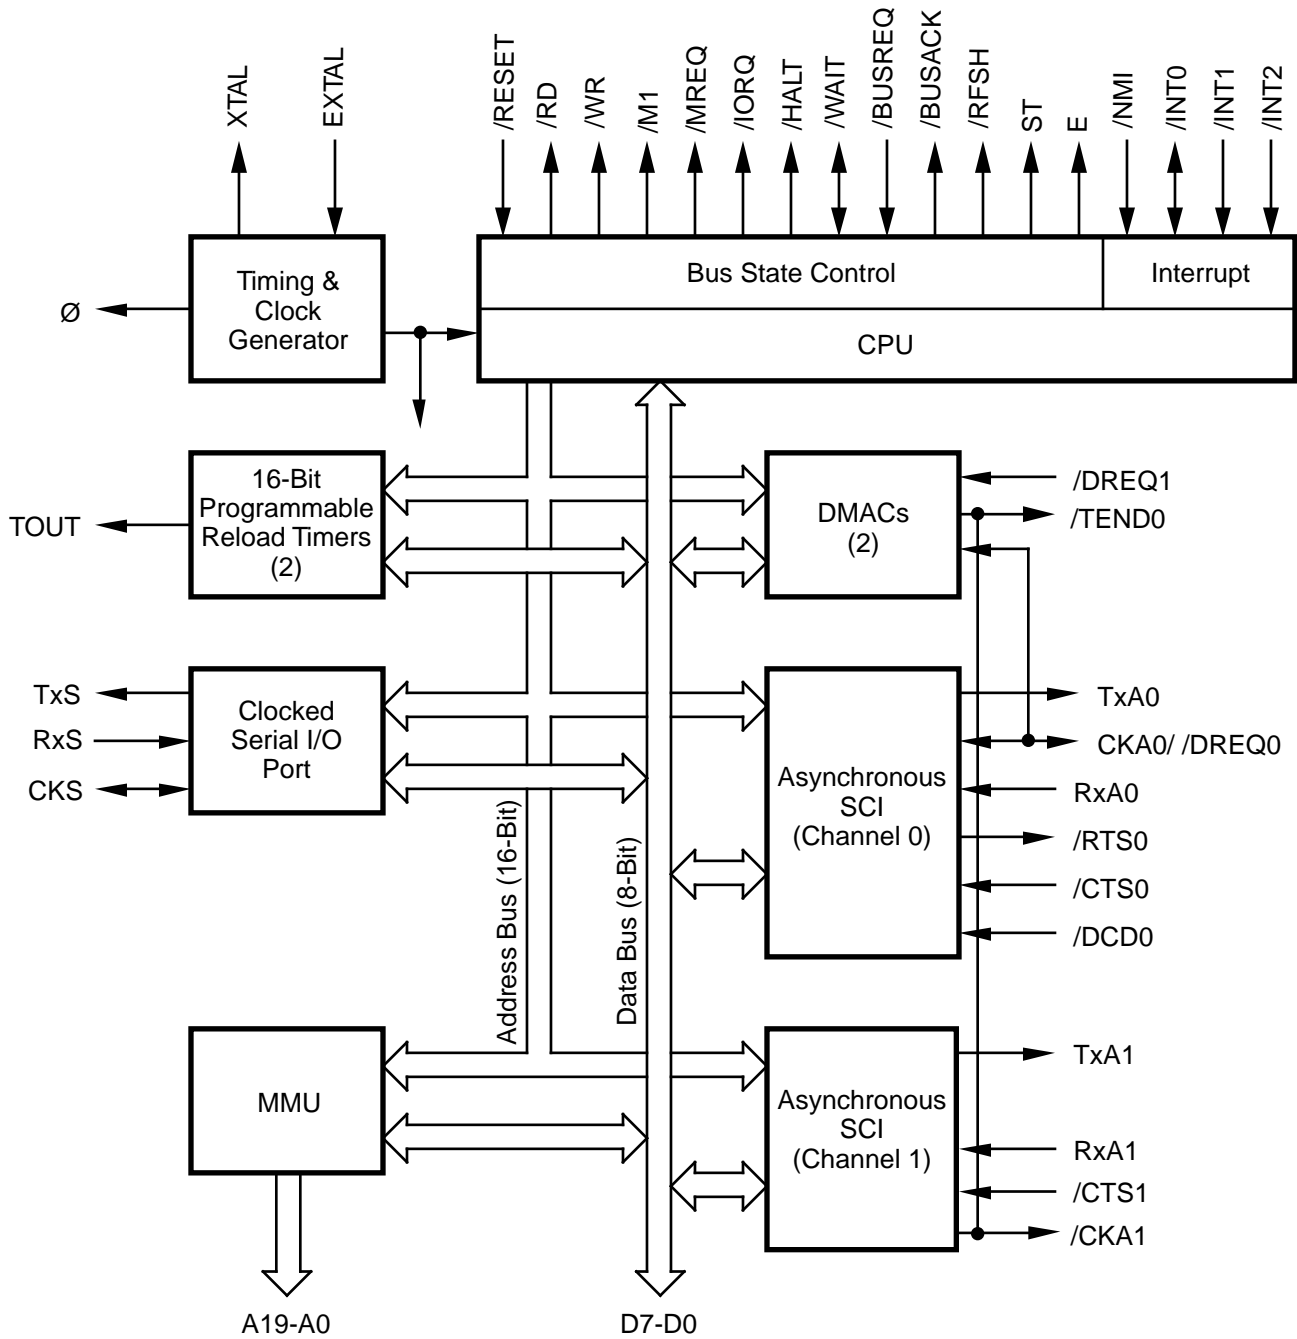 XTAL
EXTAL
/RESET
/RD
/WR
/M1
/MREQ
/IORQ
/HALT
/WAIT
/BUSREQ
/BUSACK
/RFSH
ST
E
/NMI
/INT0
/INT1
/INT2
Timing &
Clock
Generator
Ø
Bus State Control
Interrupt
CPU
16-Bit
Programmable
Reload Timers
(2)
TOUT
DMACs
(2)
/DREQ1
/TEND0
TxS
RxS
CKS
Clocked
Serial I/O
Port
Address Bus (16-Bit)
Data Bus (8-Bit)
Asynchronous
SCI
(Channel 0)
TxA0
CKA0/ /DREQ0
RxA0
/RTS0
/CTS0
/DCD0
MMU
Asynchronous
SCI
(Channel 1)
TxA1
RxA1
/CTS1
/CKA1
A19-A0
D7-D0